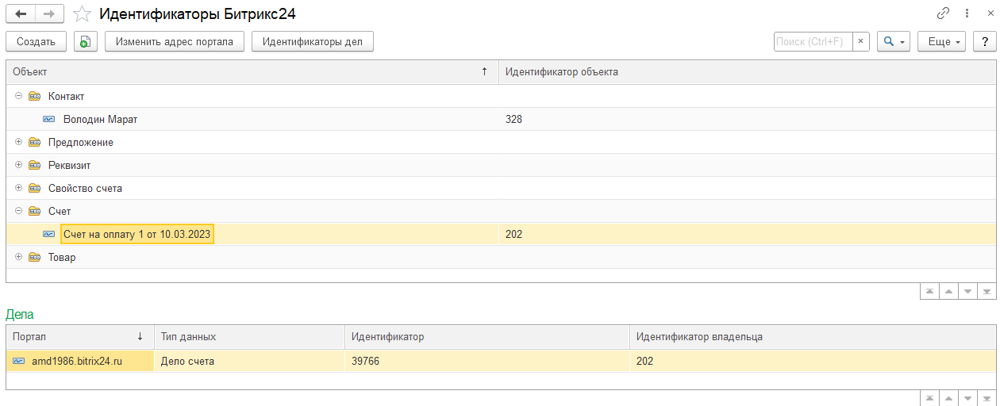 Идентификаторы Битрикс24
Создать Изменить адрес портала Идентификаторы дел Поиск (Ctrl+F) × Еще ?
Объект ↑ Идентификатор объекта
Контакт
Володин Марат 328
Предложение
Реквизит
Свойство счета
Счет
Счет на оплату 1 от 10.03.2023 202
Товар
Дела
Портал ↓ Тип данных Идентификатор Идентификатор владельца
amd1986.bitrix24.ru Дело счета 39766 202